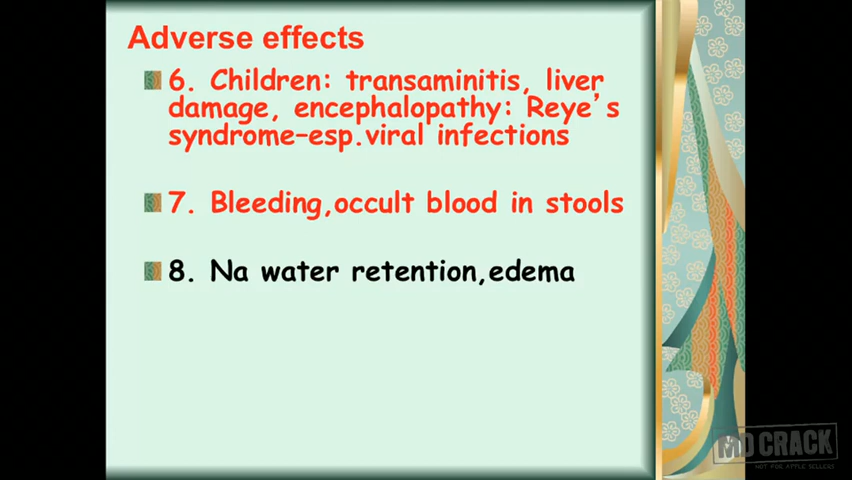 Adverse effects
6. Children: transaminitis, liver
damage, encephalopathy: Reye's
syndrome-esp.viral infections
7. Bleeding,occult blood in stools
8. Na water retention,edema
MD CRACK
NOT FOR APPLE SELLERS